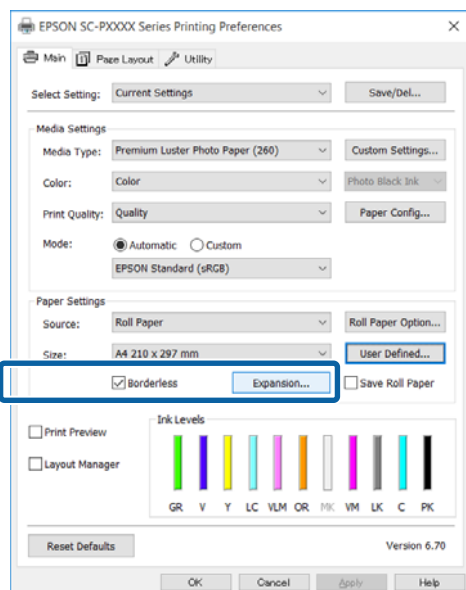 EPSON SC-PXXXX Series Printing Preferences
Main Page Layout Utility
Select Setting: Current Settings Save/Del...
Media Settings
Media Type: Premium Luster Photo Paper (260) Custom Settings...
Color: Color Photo Black Ink
Print Quality: Quality Paper Config...
Mode: Automatic Custom
EPSON Standard (sRGB)
Paper Settings
Source: Roll Paper Roll Paper Option...
Size: A4 210 x 297 mm User Defined...
Borderless Expansion... Save Roll Paper
Print Preview
Layout Manager
Ink Levels
GR V Y LC VLM OR MK VM LK C PK
Reset Defaults Version 6.70
OK Cancel Apply Help